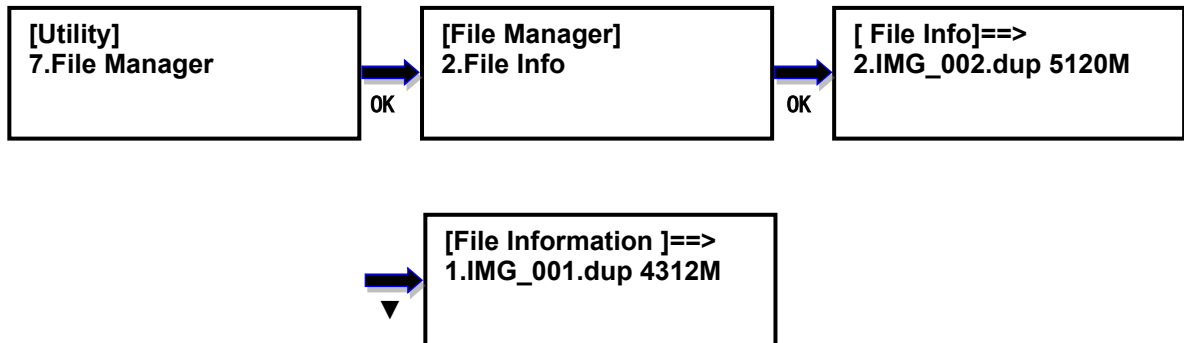 [Utility]
7.File Manager
OK
[File Manager]
2.File Info
OK
[ File Info]==>
2.IMG_002.dup 5120M
▼
[File Information ]==>
1.IMG_001.dup 4312M